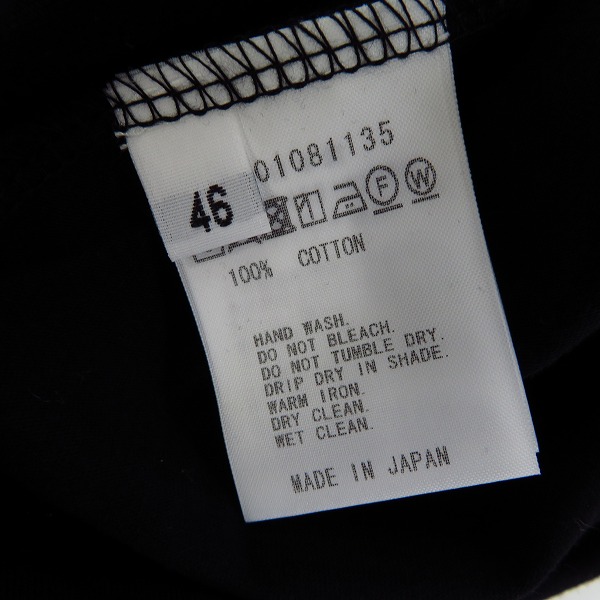 01081135
46
F W
100% COTTON
HAND WASH.
DO NOT BLEACH.
DO NOT TUMBLE DRY.
DRIP DRY IN SHADE.
WARM IRON.
DRY CLEAN.
WET CLEAN.
MADE IN JAPAN